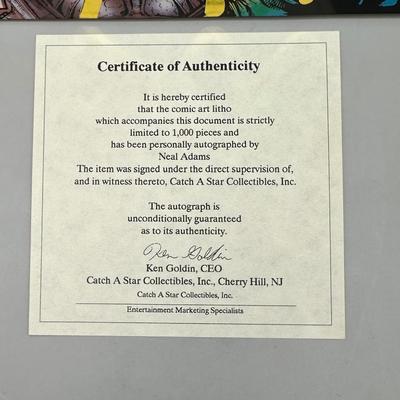 Certificate of Authenticity
It is hereby certified
that the comic art litho
which accompanies this document is strictly
limited to 1,000 pieces and
has been personally autographed by
Neal Adams
The item was signed under the direct supervision of,
and in witness thereto, Catch A Star Collectibles, Inc.
The autograph is
unconditionally guaranteed
as to its authenticity.
Ken Goldin
Ken Goldin, CEO
Catch A Star Collectibles, Inc., Cherry Hill, NJ
Catch A Star Collectibles, Inc.
Entertainment Marketing Specialists